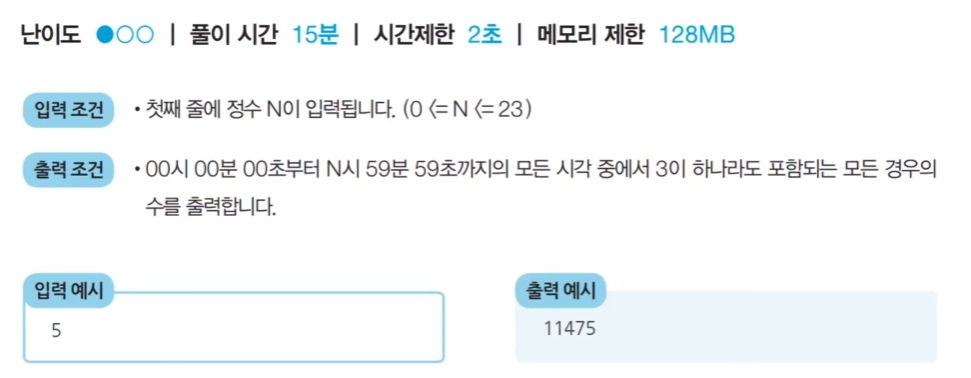 난이도 ●○○ | 풀이 시간 15분 | 시간제한 2초 | 메모리 제한 128MB
입력 조건 • 첫째 줄에 정수 N이 입력됩니다. (0 <= N <= 23)
출력 조건 • 00시 00분 00초부터 N시 59분 59초까지의 모든 시각 중에서 3이 하나라도 포함되는 모든 경우의
수를 출력합니다.
입력 예시
5
출력 예시
11475